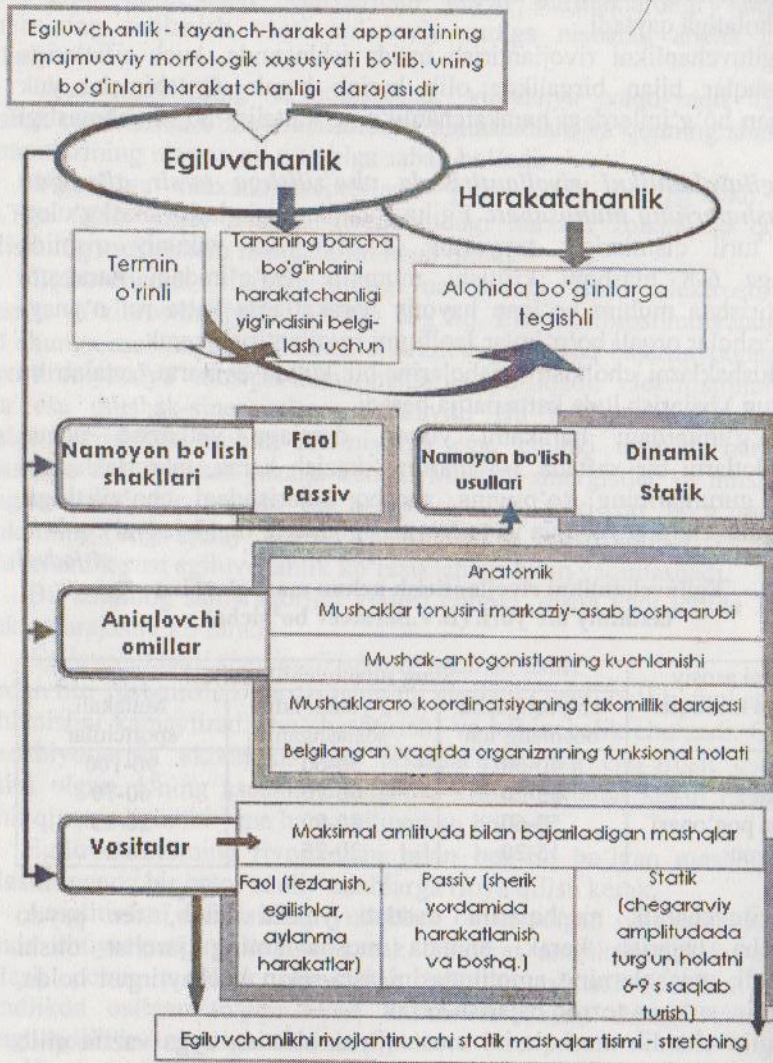 Egiluvchanlik - tayanch-harakat apparatining
majmuaviy morfologik xususiyati bo'lib. uning
bo'g'inlari harakatchanligi darajasidir
Egiluvchanlik
Harakatchanlik
Termin
o'rinli
Tananing barcha
bo'g'inlarini
harakatchanligi
yig'indisini belgi-
lash uchun
Alohida bo'g'inlarga
tegishli
Namoyon bo'lish
shakllari
Faol
Passiv
Namoyon bo'lish
usullari
Dinamik
Statik
Aniqlovchi
omillar
Anatomik
Mushaklar tonusini markaziy-asab boshqarubi
Mushak-antogonistlarning kuchlanishi
Mushaklararo koordinatsiyaning takomillik darajasi
Belgilangan vaqtda organizmning funksional holati
Vositalar
Maksimal amlituda bilan bajariladigan mashqlar
Faol (tezlanish,
egilishlar,
aylanma
harakatlar)
Passiv (sherik
yordamida
harakatlanish
va boshq.)
Statik
(chegaraviy
amplitudada
turg'un holatni
6-9 s saqlab
turish)
Egiluvchanlikni rivojlantiruvchi statik mashqlar tisimi - stretching